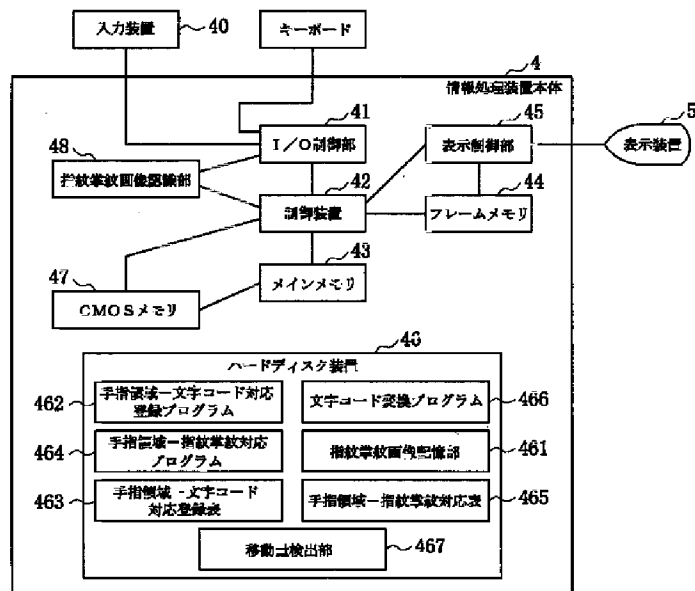 入力装置
40
キーボード
4
情報処理装置本体
41
I/O制御部
45
表示制御部
5
表示装置
48
指紋掌紋画像認識部
42
制御装置
44
フレームメモリ
43
メインメモリ
47
CMOSメモリ
46
ハードディスク装置
462
手指領域－文字コード対応
登録プログラム
文字コード変換プログラム
466
464
手指領域－指紋掌紋対応
プログラム
指紋掌紋画像記憶部
461
463
手指領域－文字コード
対応登録表
手指領域－指紋掌紋対応表
465
移動量検出部
467